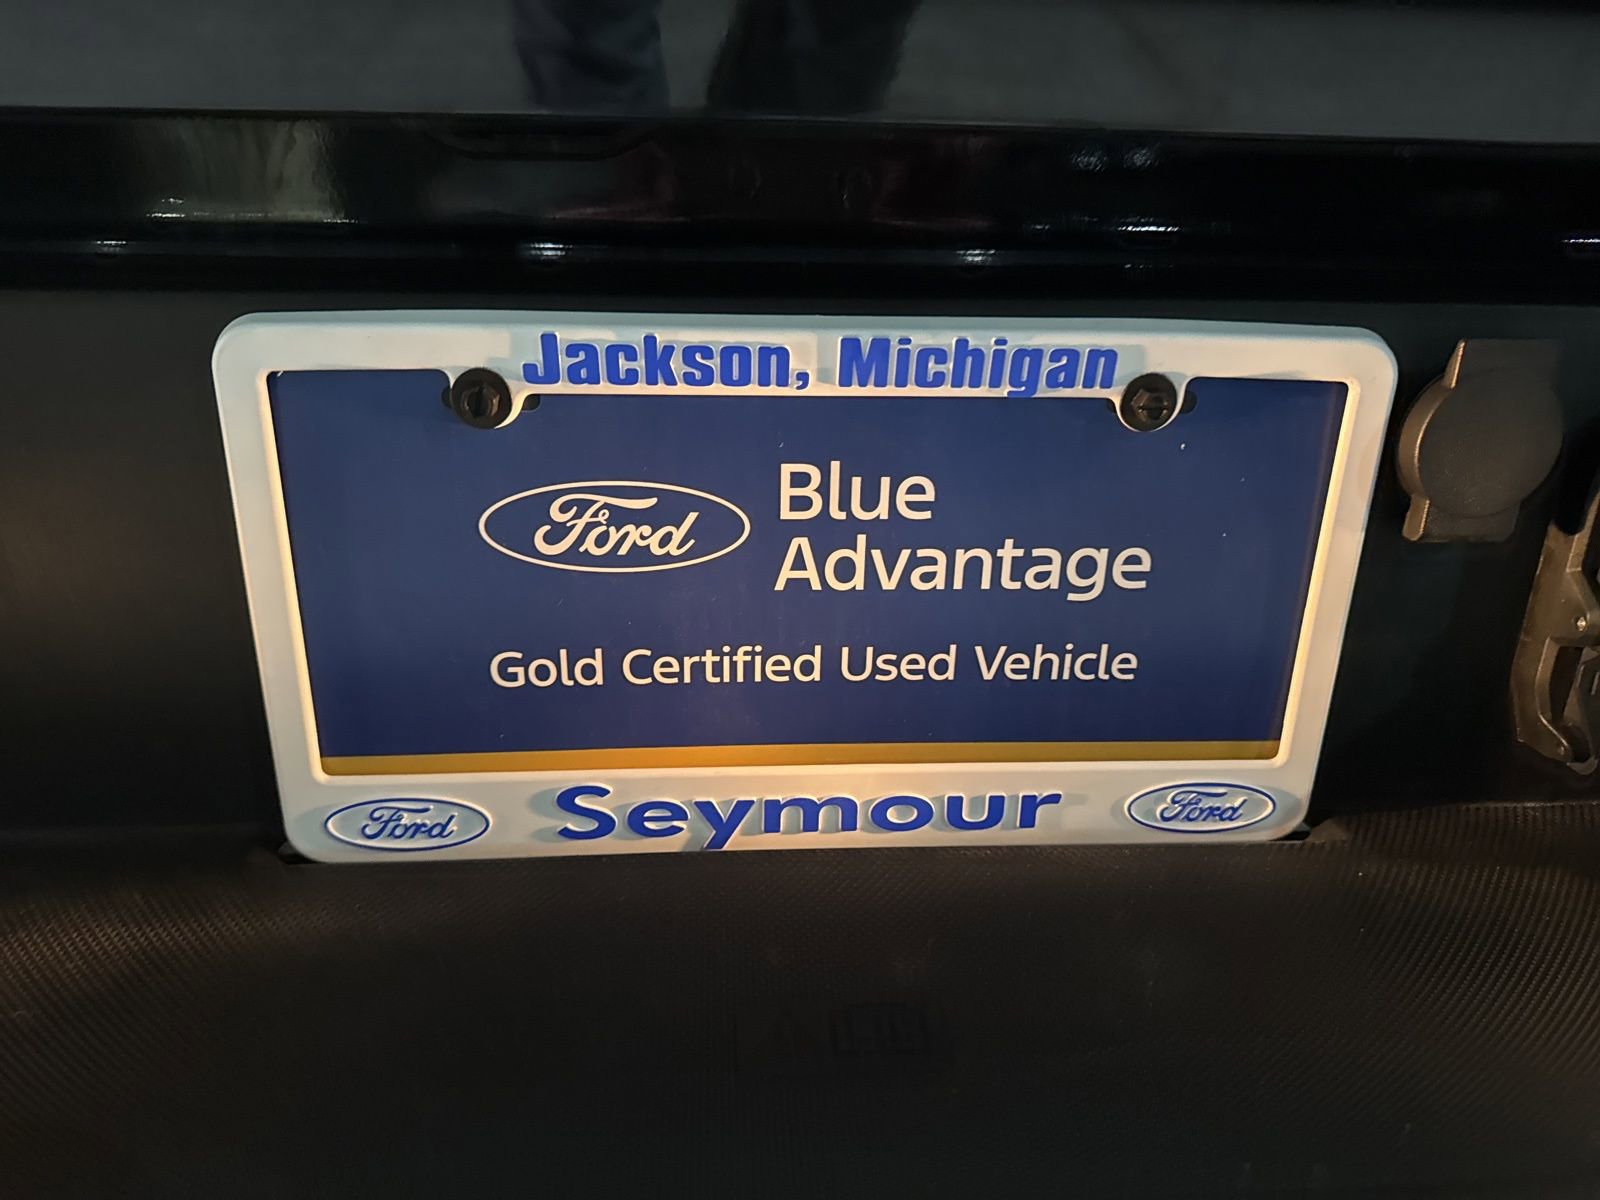 Jackson, Michigan
Ford
Blue
Advantage
Gold Certified Used Vehicle
Ford
Seymour
Ford